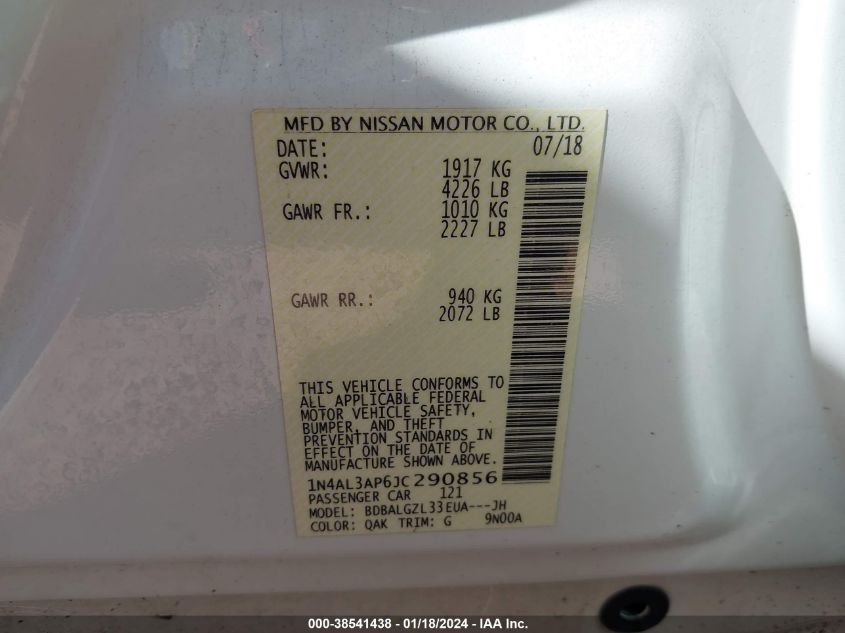 MFD BY NISSAN MOTOR CO., LTD.
DATE: 07/18
GVWR: 1917 KG
4226 LB
GAWR FR.: 1010 KG
2227 LB
GAWR RR.: 940 KG
2072 LB
THIS VEHICLE CONFORMS TO
ALL APPLICABLE FEDERAL
MOTOR VEHICLE SAFETY,
BUMPER, AND THEFT
PREVENTION STANDARDS IN
EFFECT ON THE DATE OF
MANUFACTURE SHOWN ABOVE.
1N4AL3AP6JC290856
PASSENGER CAR 121
MODEL: BDBALGZL33EUA---JH
COLOR: QAK TRIM: G 9N00A
000-38541438 - 01/18/2024 - IAA Inc.